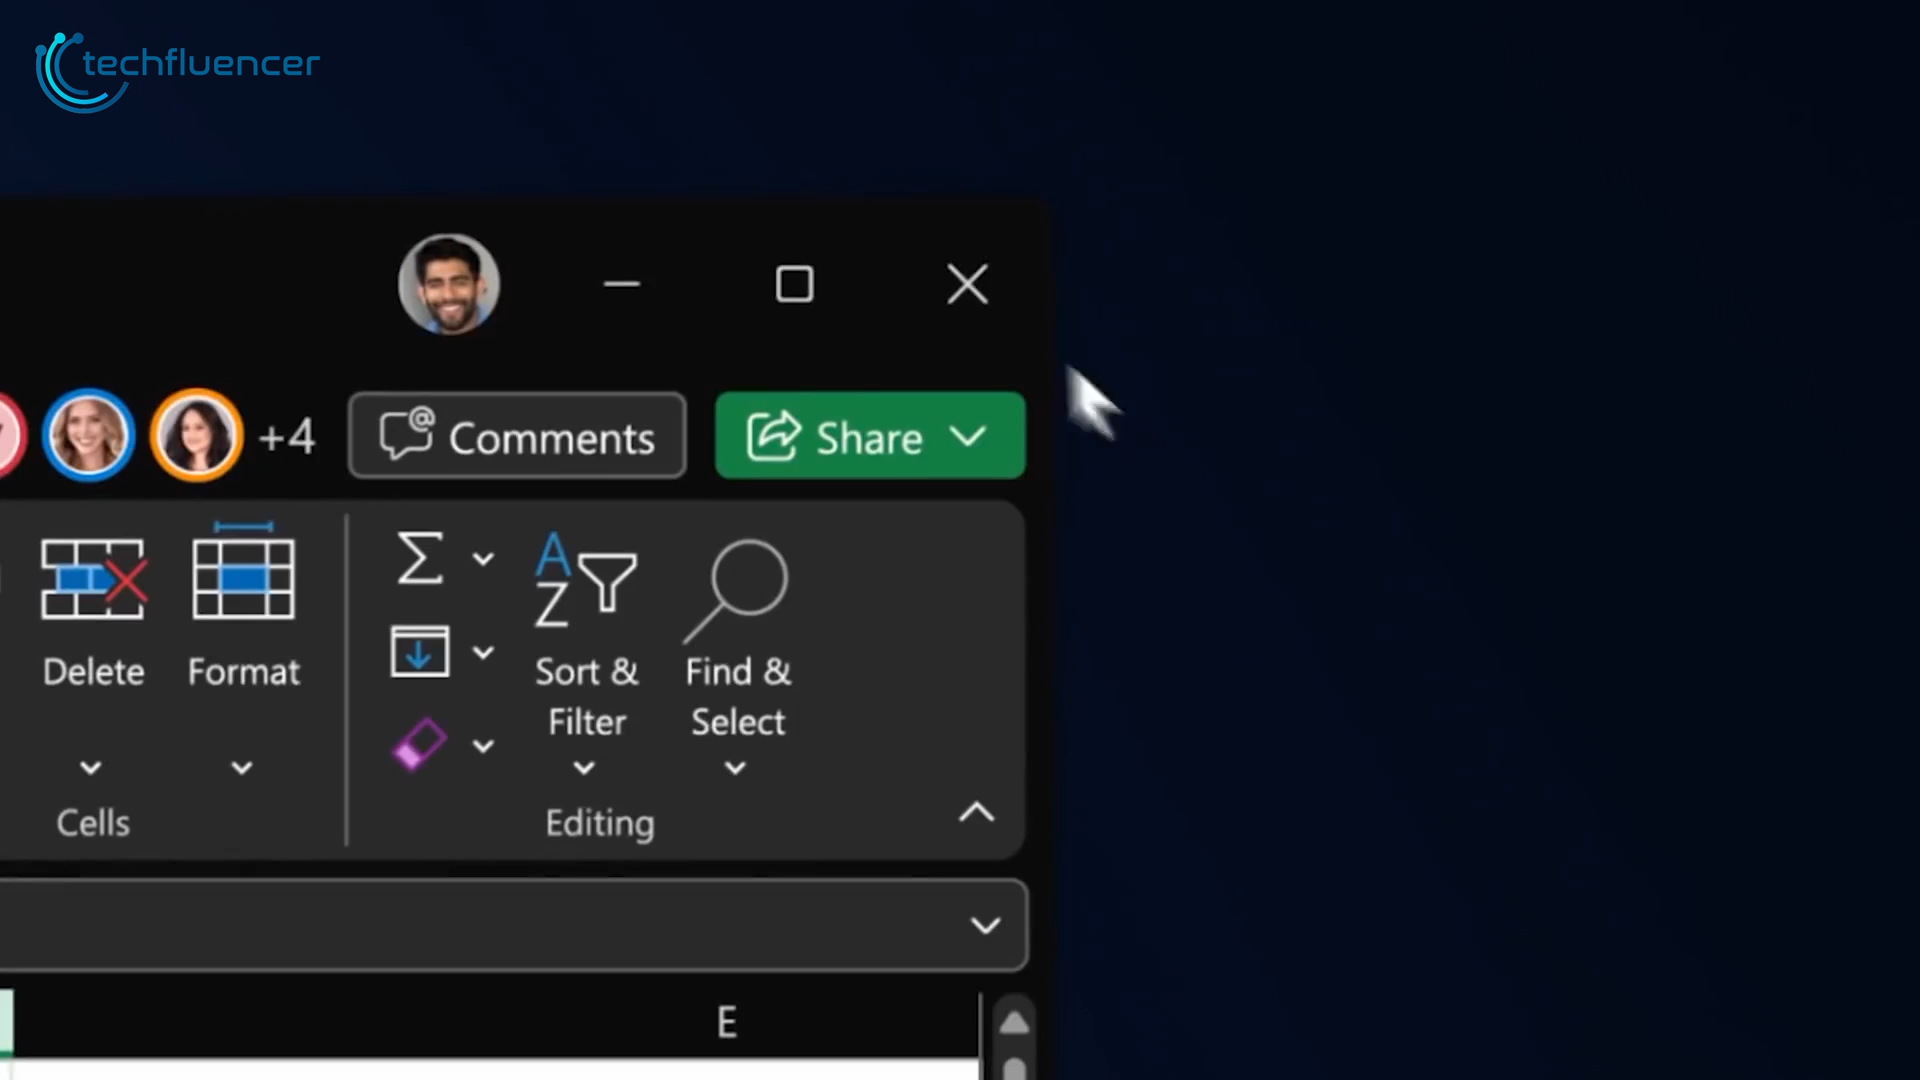 techfluencer
+4
Comments
Share
Delete
Format
Sort &
Filter
Find &
Select
Cells
Editing
E